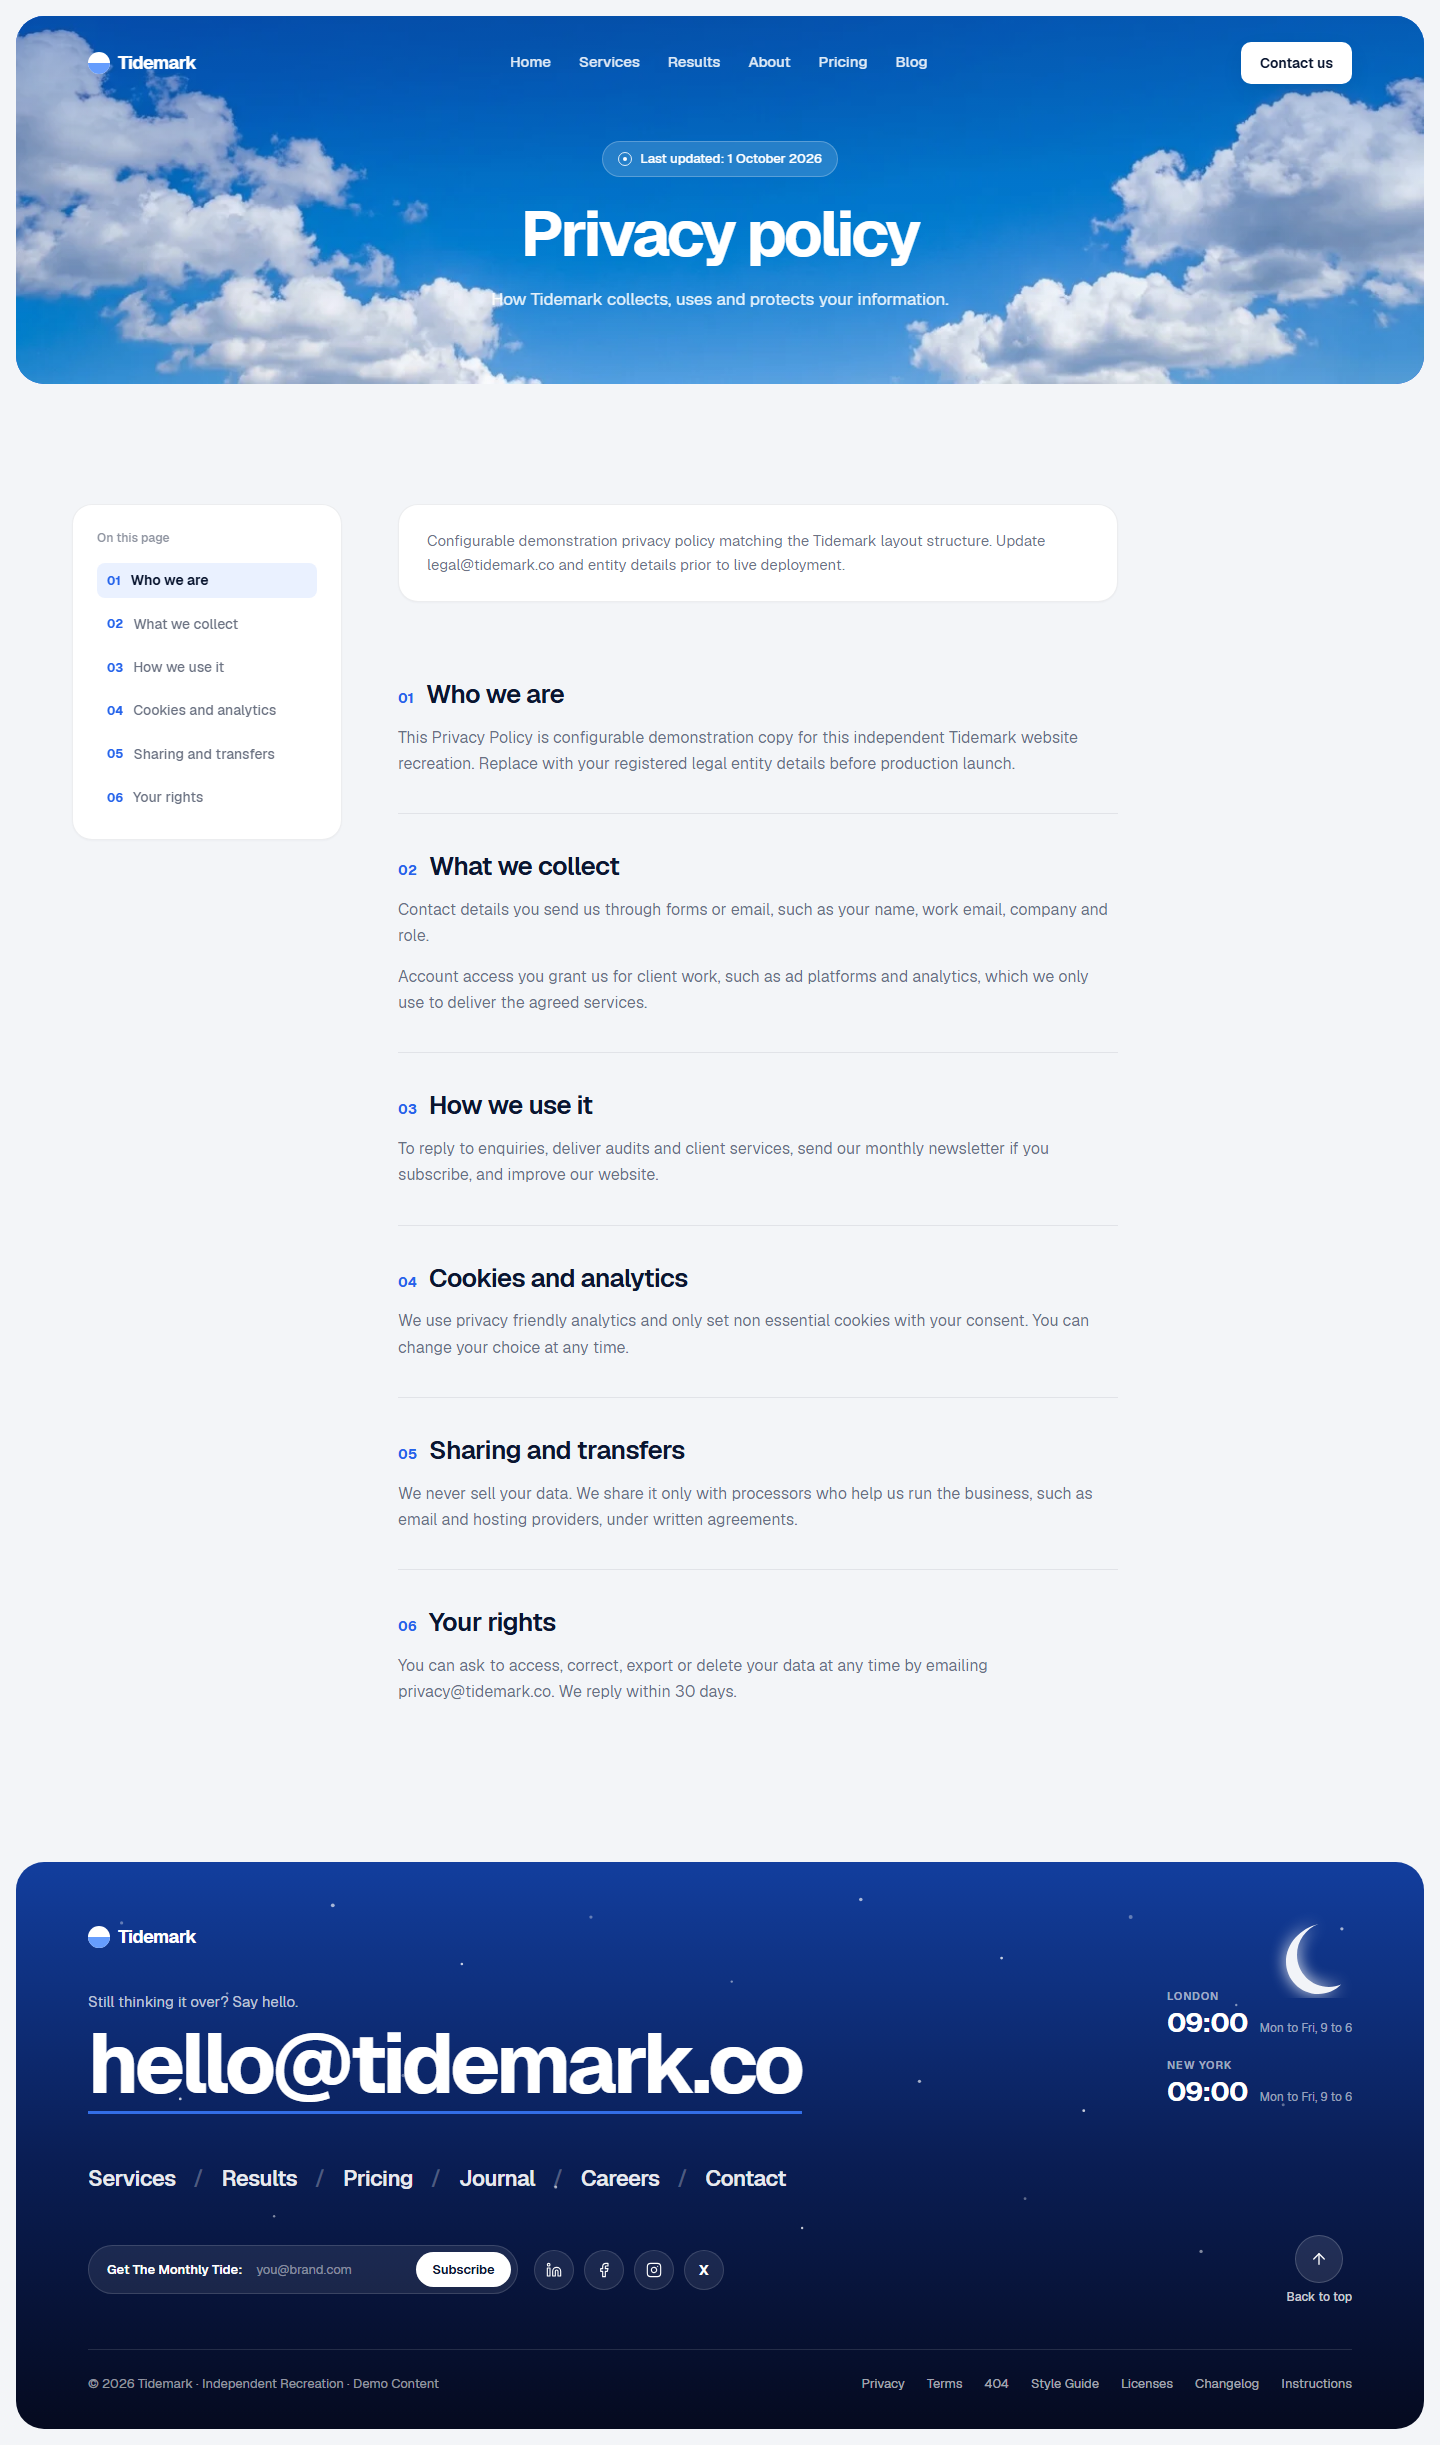 Tidemark
Home Services Results About Pricing Blog
Contact us
Last updated: 1 October 2026
Privacy policy
How Tidemark collects, uses and protects your information.
On this page
01 Who we are
02 What we collect
03 How we use it
04 Cookies and analytics
05 Sharing and transfers
06 Your rights
Configurable demonstration privacy policy matching the Tidemark layout structure. Update
legal@tidemark.co and entity details prior to live deployment.
01 Who we are
This Privacy Policy is configurable demonstration copy for this independent Tidemark website
recreation. Replace with your registered legal entity details before production launch.
02 What we collect
Contact details you send us through forms or email, such as your name, work email, company and
role.
Account access you grant us for client work, such as ad platforms and analytics, which we only
use to deliver the agreed services.
03 How we use it
To reply to enquiries, deliver audits and client services, send our monthly newsletter if you
subscribe, and improve our website.
04 Cookies and analytics
We use privacy friendly analytics and only set non essential cookies with your consent. You can
change your choice at any time.
05 Sharing and transfers
We never sell your data. We share it only with processors who help us run the business, such as
email and hosting providers, under written agreements.
06 Your rights
You can ask to access, correct, export or delete your data at any time by emailing
privacy@tidemark.co. We reply within 30 days.
Tidemark
Still thinking it over? Say hello.
hello@tidemark.co
LONDON
09:00 Mon to Fri, 9 to 6
NEW YORK
09:00 Mon to Fri, 9 to 6
Services / Results / Pricing / Journal / Careers / Contact
Get The Monthly Tide: you@brand.com Subscribe
in f X
Back to top
© 2026 Tidemark · Independent Recreation · Demo Content
Privacy Terms 404 Style Guide Licenses Changelog Instructions